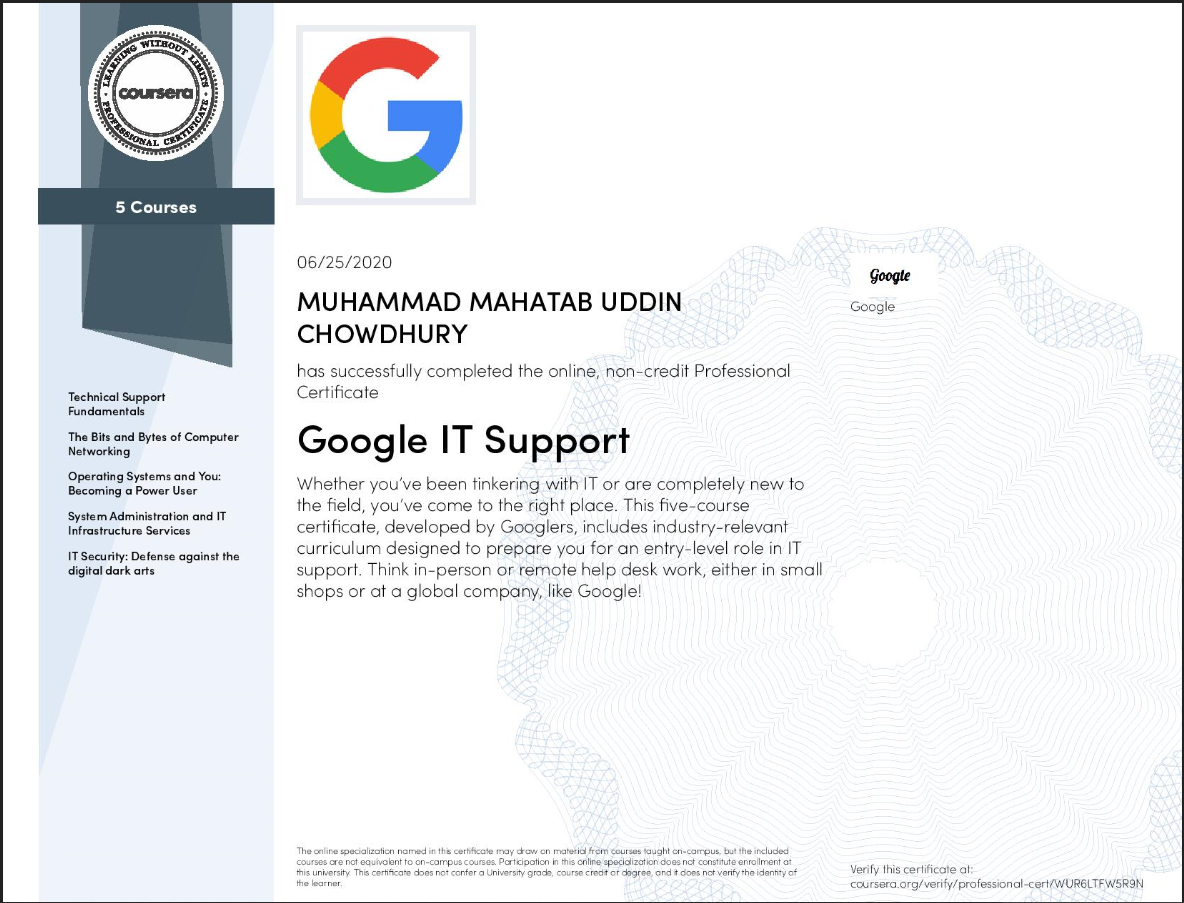 LEARNING WITHOUT LIMITS
coursera
PROFESSIONAL CERTIFICATE
5 Courses
Technical Support
Fundamentals
The Bits and Bytes of Computer
Networking
Operating Systems and You:
Becoming a Power User
System Administration and IT
Infrastructure Services
IT Security: Defense against the
digital dark arts
06/25/2020
MUHAMMAD MAHATAB UDDIN
CHOWDHURY
has successfully completed the online, non-credit Professional
Certificate
Google IT Support
Whether you've been tinkering with IT or are completely new to
the field, you've come to the right place. This five-course
certificate, developed by Googlers, includes industry-relevant
curriculum designed to prepare you for an entry-level role in IT
support. Think in-person or remote help desk work, either in small
shops or at a global company, like Google!
Google
Google
The online specialization named in this certificate may draw on material from courses taught on-campus, but the included
courses are not equivalent to on-campus courses. Participation in this online specialization does not constitute enrollment at
this university. This certificate does not confer a University grade, course credit or degree, and it does not verify the identity of
the learner.
Verify this certificate at:
coursera.org/verify/professional-cert/WUR6LTFW5R9N